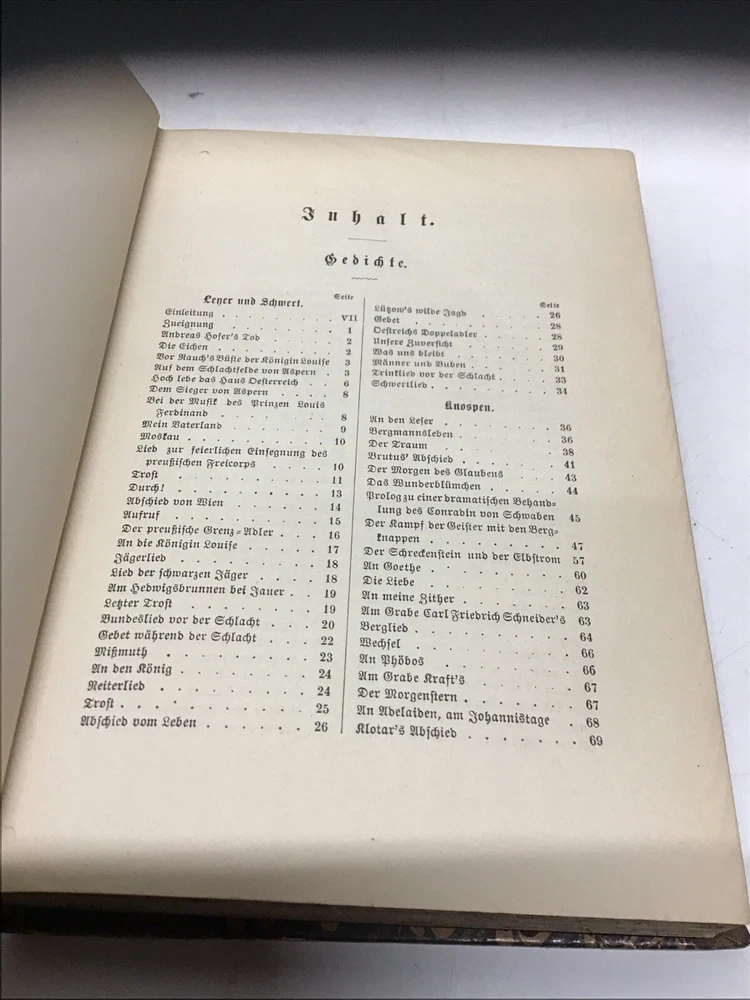 Inhalt.
Gedichte.
Leyer und Schwert.
Seite
Einleitung . . . . . . . . VII
Zueignung . . . . . . . . 1
Andreas Hofer's Tod . . . . . 2
Die Eichen . . . . . . . . 2
Vor Rauch's Büste der Königin Louise 3
Auf dem Schlachtfelde von Aspern . 3
Hoch lebe das Haus Oesterreich . . 6
Dem Sieger von Aspern . . . . 8
Bei der Musik des Prinzen Louis
Ferdinand . . . . . . . . 8
Mein Vaterland . . . . . . . 9
Moskau . . . . . . . . . 10
Lied zur feierlichen Einsegnung des
preußischen Freicorps . . . . 10
Trost . . . . . . . . . 11
Durch! . . . . . . . . . 13
Abschied von Wien . . . . . . 14
Aufruf . . . . . . . . . 15
Der preußische Grenz=Adler . . . 16
An die Königin Louise . . . . . 17
Jägerlied . . . . . . . . 18
Lied der schwarzen Jäger . . . . 18
Am Hedwigsbrunnen bei Jauer . . 19
Letzter Trost . . . . . . . 19
Bundeslied vor der Schlacht . . . 20
Gebet während der Schlacht . . . 22
Mißmuth . . . . . . . . 23
An den König . . . . . . . 24
Reiterlied . . . . . . . . 24
Trost . . . . . . . . . 25
Abschied vom Leben . . . . . . 26
Seite
Lützow's wilde Jagd . . . . . 26
Gebet . . . . . . . . . 28
Oestreichs Doppeladler . . . . . 28
Unsere Zuversicht . . . . . . 29
Was uns bleibt . . . . . . . 30
Männer und Buben . . . . . . 31
Trinklied vor der Schlacht . . . . 33
Schwertlied . . . . . . . . 34
Knospen.
An den Leser . . . . . . . 36
Bergmannsleben . . . . . . . 36
Der Traum . . . . . . . . 38
Brutus' Abschied . . . . . . 41
Der Morgen des Glaubens . . . . 43
Das Wunderblümchen . . . . . 44
Prolog zu einer dramatischen Behand=
lung des Conradin von Schwaben 45
Der Kampf der Geister mit den Berg=
knappen . . . . . . . . 47
Der Schreckenstein und der Elbstrom 57
An Goethe . . . . . . . . 60
Die Liebe . . . . . . . . 62
An meine Zither . . . . . . 63
Am Grabe Carl Friedrich Schneider's 63
Berglied . . . . . . . . . 64
Wechsel . . . . . . . . . 66
An Phöbos . . . . . . . . 66
Am Grabe Kraft's . . . . . . 67
Der Morgenstern . . . . . . . 67
An Adelaiden, am Johannistage . 68
Klotar's Abschied . . . . . . 69